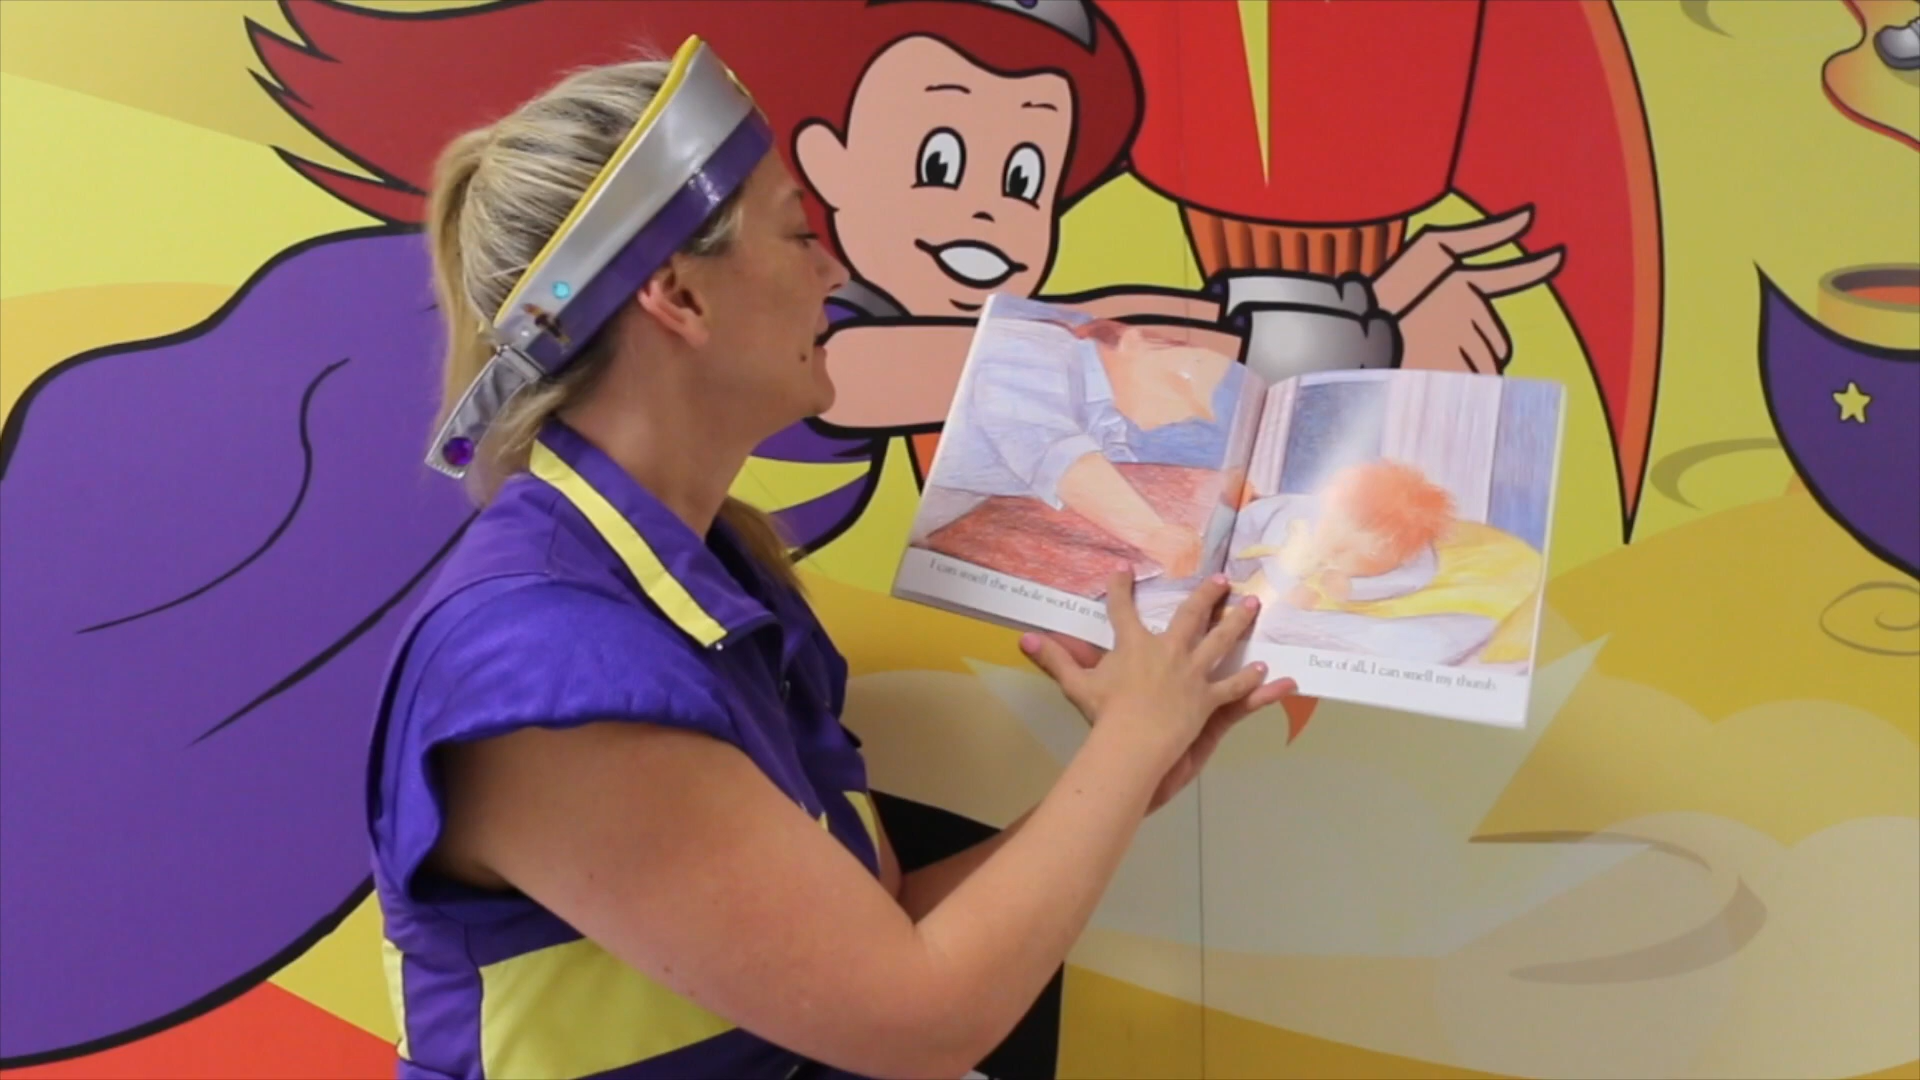 I can smell the whole world in my
Best of all, I can smell my thumb.